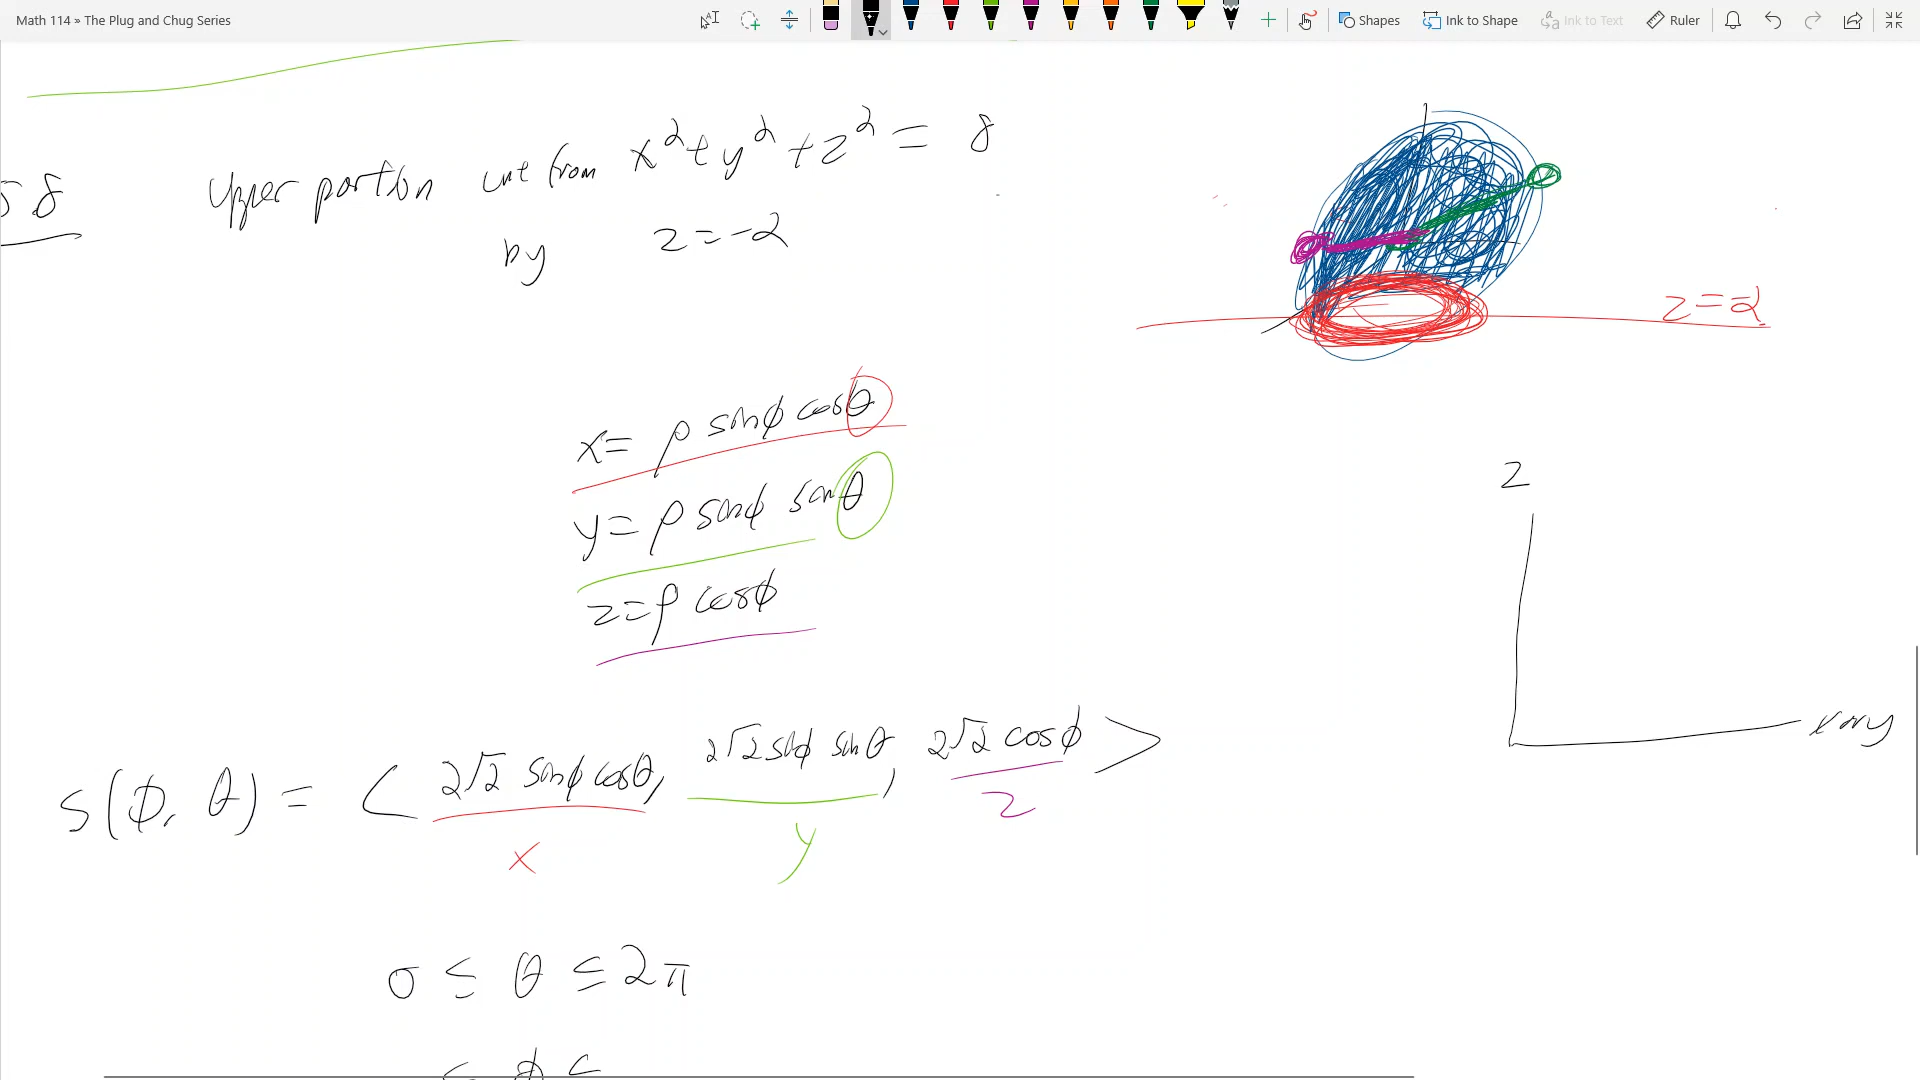 Math 114 » The Plug and Chug Series
Shapes
Ink to Shape
Ink to Text
Ruler
58
Upper portion cut from x² + y² + z² = 8
by z = -2
z = -2
x = ρ sinφ cosθ
y = ρ sinφ sinθ
z = ρ cosφ
z
x or y
s(φ, θ) = < 2√2 sinφ cosθ, 2√2 sinφ sinθ, 2√2 cosφ >
x y z
0 ≤ θ ≤ 2π
≤ φ ≤